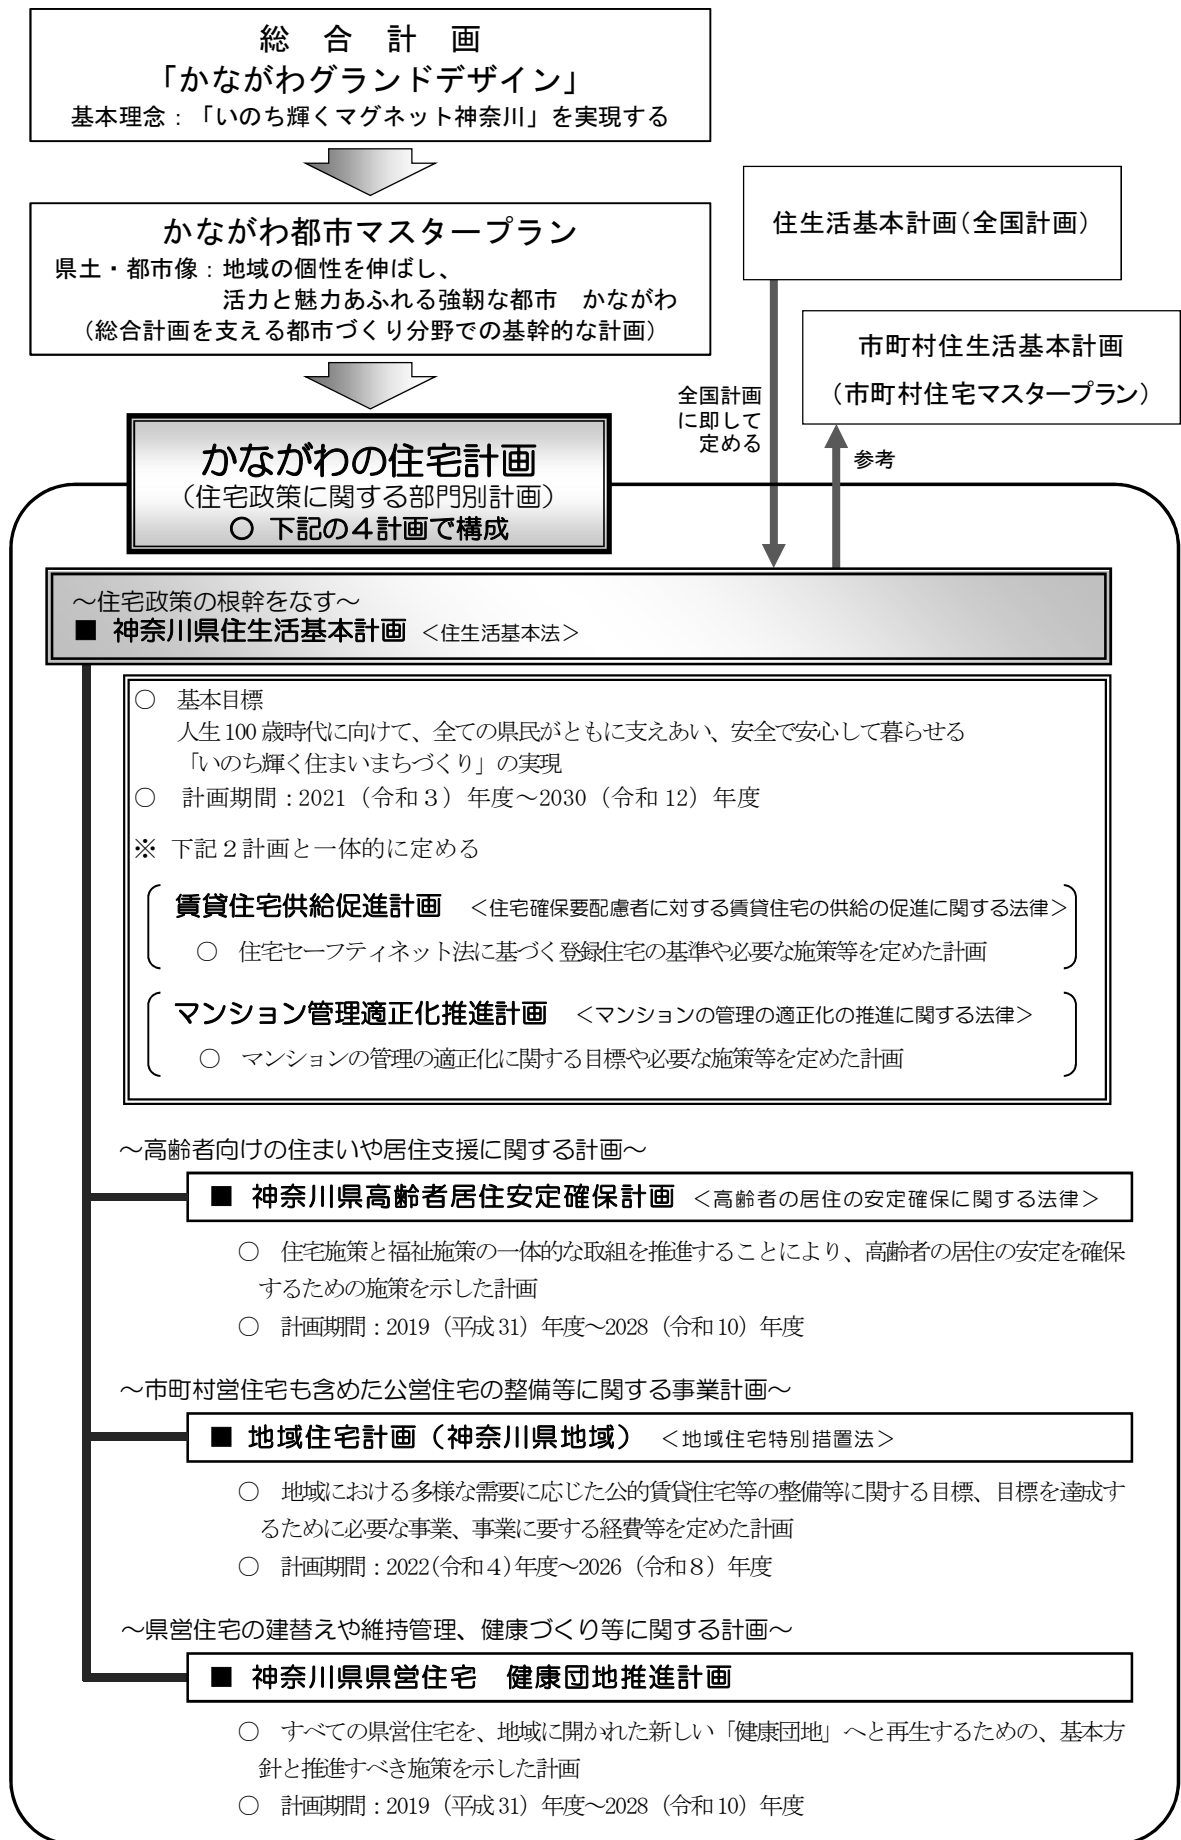 総　合　計　画
「かながわグランドデザイン」
基本理念：「いのち輝くマグネット神奈川」を実現する
かながわ都市マスタープラン
県土・都市像：地域の個性を伸ばし、
活力と魅力あふれる強靭な都市　かながわ
（総合計画を支える都市づくり分野での基幹的な計画）
住生活基本計画（全国計画）
市町村住生活基本計画
（市町村住宅マスタープラン）
全国計画
に即して
定める
参考
かながわの住宅計画
（住宅政策に関する部門別計画）
○ 下記の４計画で構成
～住宅政策の根幹をなす～
■ 神奈川県住生活基本計画 ＜住生活基本法＞
○　基本目標
人生100歳時代に向けて、全ての県民がともに支えあい、安全で安心して暮らせる
「いのち輝く住まいまちづくり」の実現
○　計画期間：2021（令和３）年度～2030（令和12）年度
※ 下記２計画と一体的に定める
賃貸住宅供給促進計画　＜住宅確保要配慮者に対する賃貸住宅の供給の促進に関する法律＞
○　住宅セーフティネット法に基づく登録住宅の基準や必要な施策等を定めた計画
マンション管理適正化推進計画　＜マンションの管理の適正化の推進に関する法律＞
○　マンションの管理の適正化に関する目標や必要な施策等を定めた計画
～高齢者向けの住まいや居住支援に関する計画～
■ 神奈川県高齢者居住安定確保計画 ＜高齢者の居住の安定確保に関する法律＞
○　住宅施策と福祉施策の一体的な取組を推進することにより、高齢者の居住の安定を確保
するための施策を示した計画
○　計画期間：2019（平成31）年度～2028（令和10）年度
～市町村営住宅も含めた公営住宅の整備等に関する事業計画～
■ 地域住宅計画（神奈川県地域）　＜地域住宅特別措置法＞
○　地域における多様な需要に応じた公的賃貸住宅等の整備等に関する目標、目標を達成す
るために必要な事業、事業に要する経費等を定めた計画
○　計画期間：2022（令和４）年度～2026（令和８）年度
～県営住宅の建替えや維持管理、健康づくり等に関する計画～
■ 神奈川県県営住宅　健康団地推進計画
○　すべての県営住宅を、地域に開かれた新しい「健康団地」へと再生するための、基本方
針と推進すべき施策を示した計画
○　計画期間：2019（平成31）年度～2028（令和10）年度